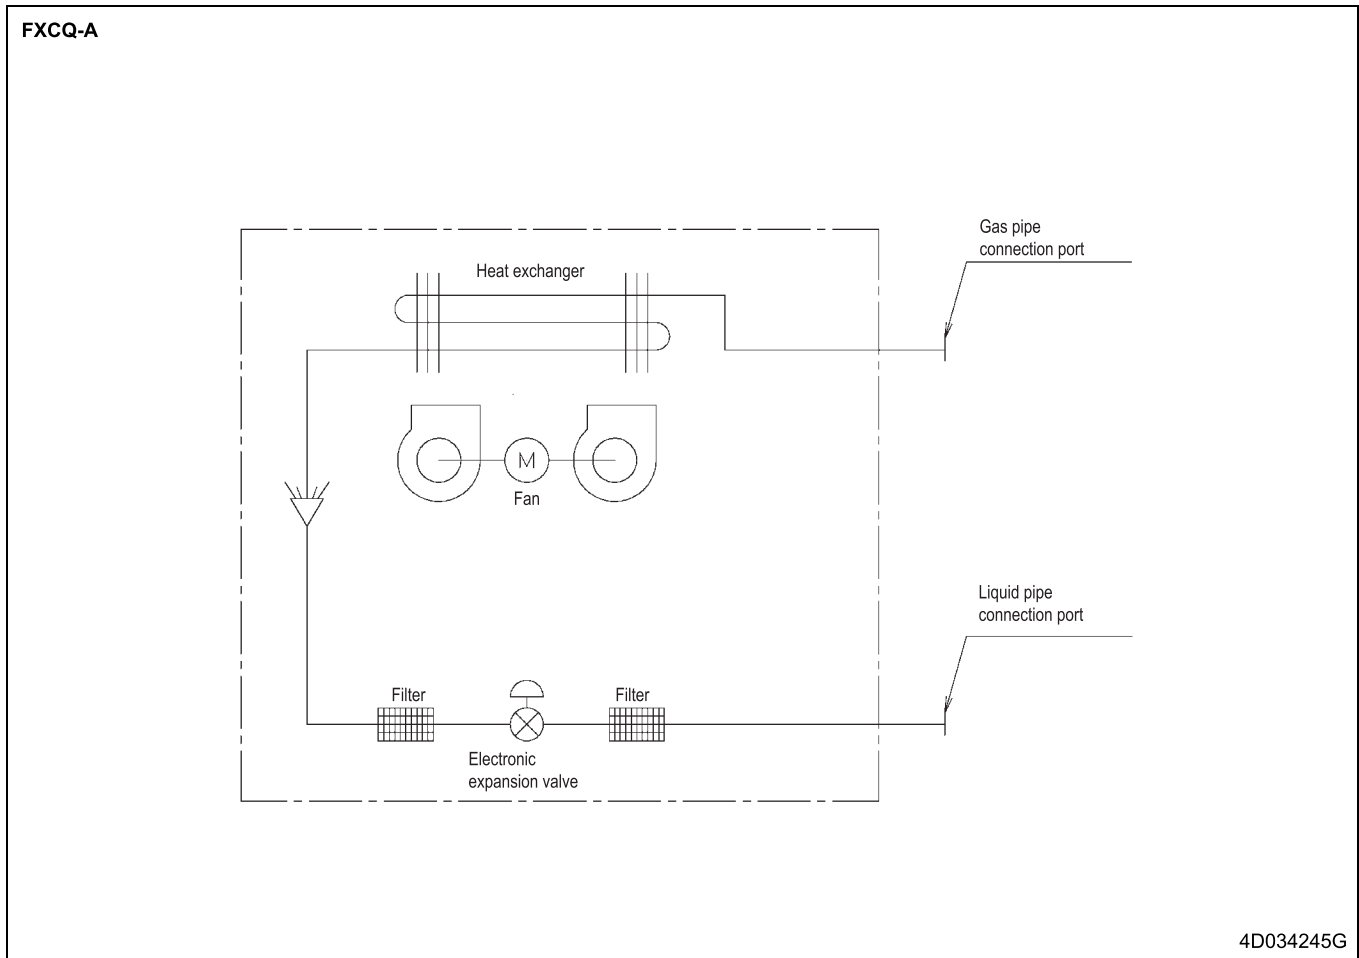 FXCQ-A
Gas pipe
connection port
Heat exchanger
M
Fan
Liquid pipe
connection port
Filter
Filter
Electronic
expansion valve
4D034245G